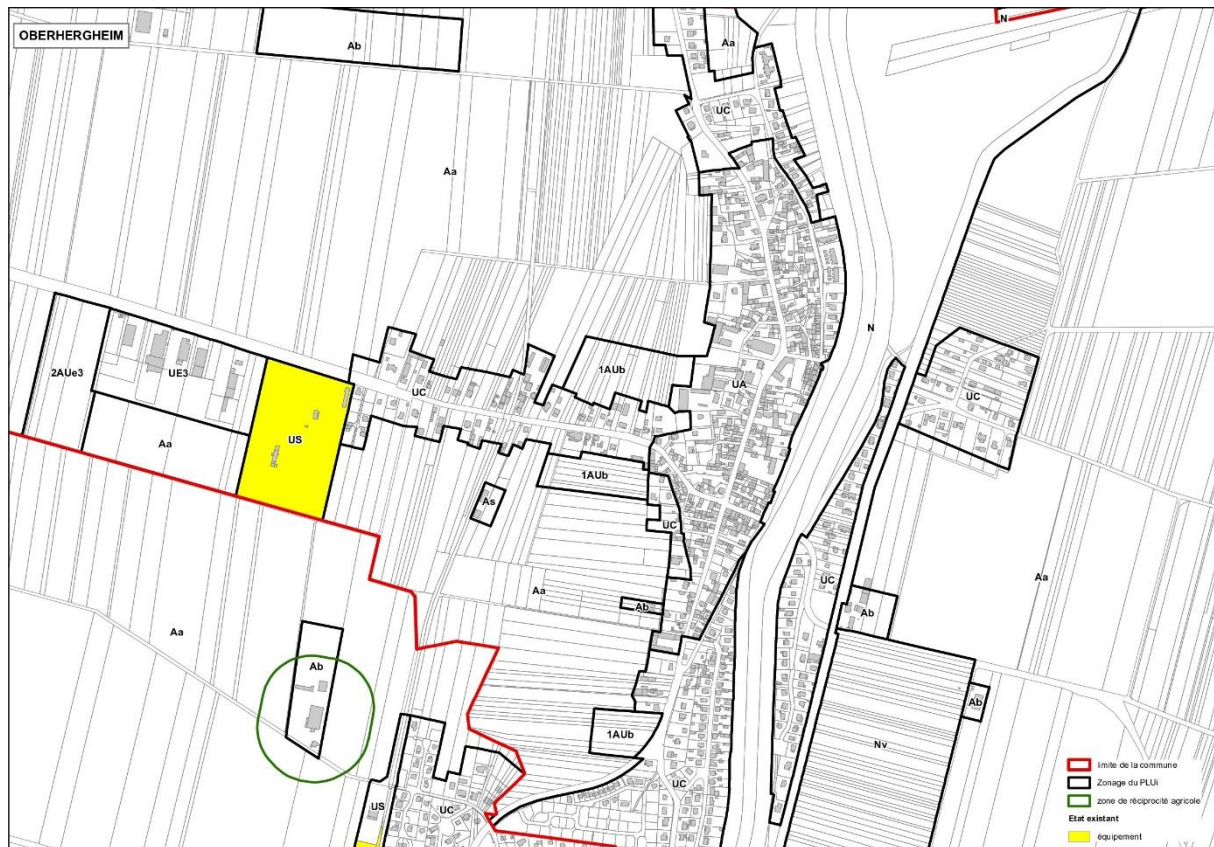 OBERHERGHEIM
N
Ab
Aa
UC
Aa
N
2AUe3
UE3
UC
1AUb
UA
UC
Aa
US
1AUb
As
UC
Aa
Aa
UC
Ab
Ab
Aa
Ab
Ab
1AUb
Nv
UC
US
UC
limite de la commune
Zonage du PLUi
zone de réciprocité agricole
Etat existant
équipement